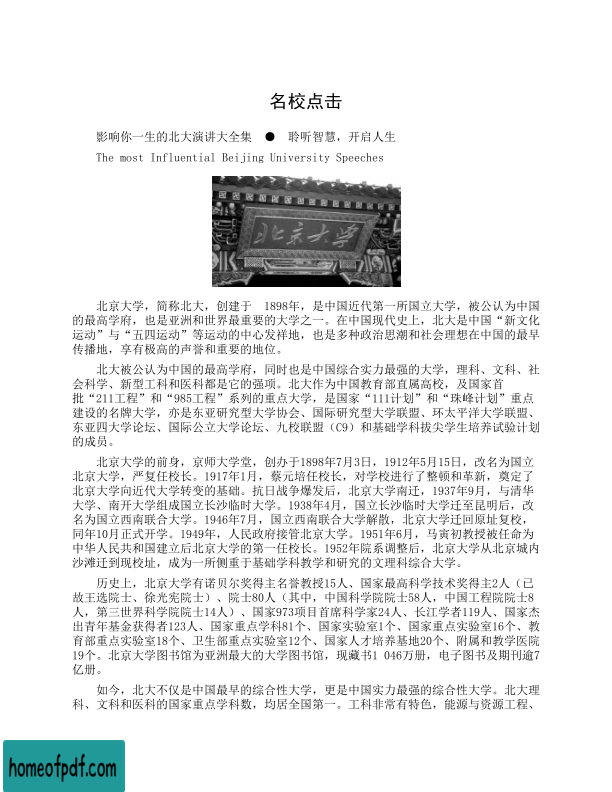 名校点击
影响你一生的北大演讲大全集 ● 聆听智慧，开启人生
The most Influential Beijing University Speeches
北京大学
北京大学，简称北大，创建于 1898年，是中国近代第一所国立大学，被公认为中国
的最高学府，也是亚洲和世界最重要的大学之一。在中国现代史上，北大是中国“新文化
运动”与“五四运动”等运动的中心发祥地，也是多种政治思潮和社会理想在中国的最早
传播地，享有极高的声誉和重要的地位。
北大被公认为中国的最高学府，同时也是中国综合实力最强的大学，理科、文科、社
会科学、新型工科和医科都是它的强项。北大作为中国教育部直属高校，及国家首
批“211工程”和“985工程”系列的重点大学，是国家“111计划”和“珠峰计划”重点
建设的名牌大学，亦是东亚研究型大学协会、国际研究型大学联盟、环太平洋大学联盟、
东亚四大学论坛、国际公立大学论坛、九校联盟（C9）和基础学科拔尖学生培养试验计划
的成员。
北京大学的前身，京师大学堂，创办于1898年7月3日，1912年5月15日，改名为国立
北京大学，严复任校长。1917年1月，蔡元培任校长，对学校进行了整顿和革新，奠定了
北京大学向近代大学转变的基础。抗日战争爆发后，北京大学南迁，1937年9月，与清华
大学、南开大学组成国立长沙临时大学。1938年4月，国立长沙临时大学迁至昆明后，改
名为国立西南联合大学。1946年7月，国立西南联合大学解散，北京大学迁回原址复校，
同年10月正式开学。1949年，人民政府接管北京大学。1951年6月，马寅初教授被任命为
中华人民共和国建立后北京大学的第一任校长。1952年院系调整后，北京大学从北京城内
沙滩迁到现校址，成为一所侧重于基础学科教学和研究的文理科综合大学。
历史上，北京大学有诺贝尔奖得主名誉教授15人、国家最高科学技术奖得主2人（已
故王选院士、徐光宪院士）、院士80人（其中，中国科学院院士58人，中国工程院院士8
人，第三世界科学院院士14人）、国家973项目首席科学家24人、长江学者119人、国家杰
出青年基金获得者123人、国家重点学科81个、国家实验室1个、国家重点实验室16个、教
育部重点实验室18个、卫生部重点实验室12个、国家人才培养基地20个、附属和教学医院
19个。北京大学图书馆为亚洲最大的大学图书馆，现藏书1 046万册，电子图书及期刊逾7
亿册。
如今，北大不仅是中国最早的综合性大学，更是中国实力最强的综合性大学。北大理
科、文科和医科的国家重点学科数，均居全国第一。工科非常有特色，能源与资源工程、
homeofpdf.com